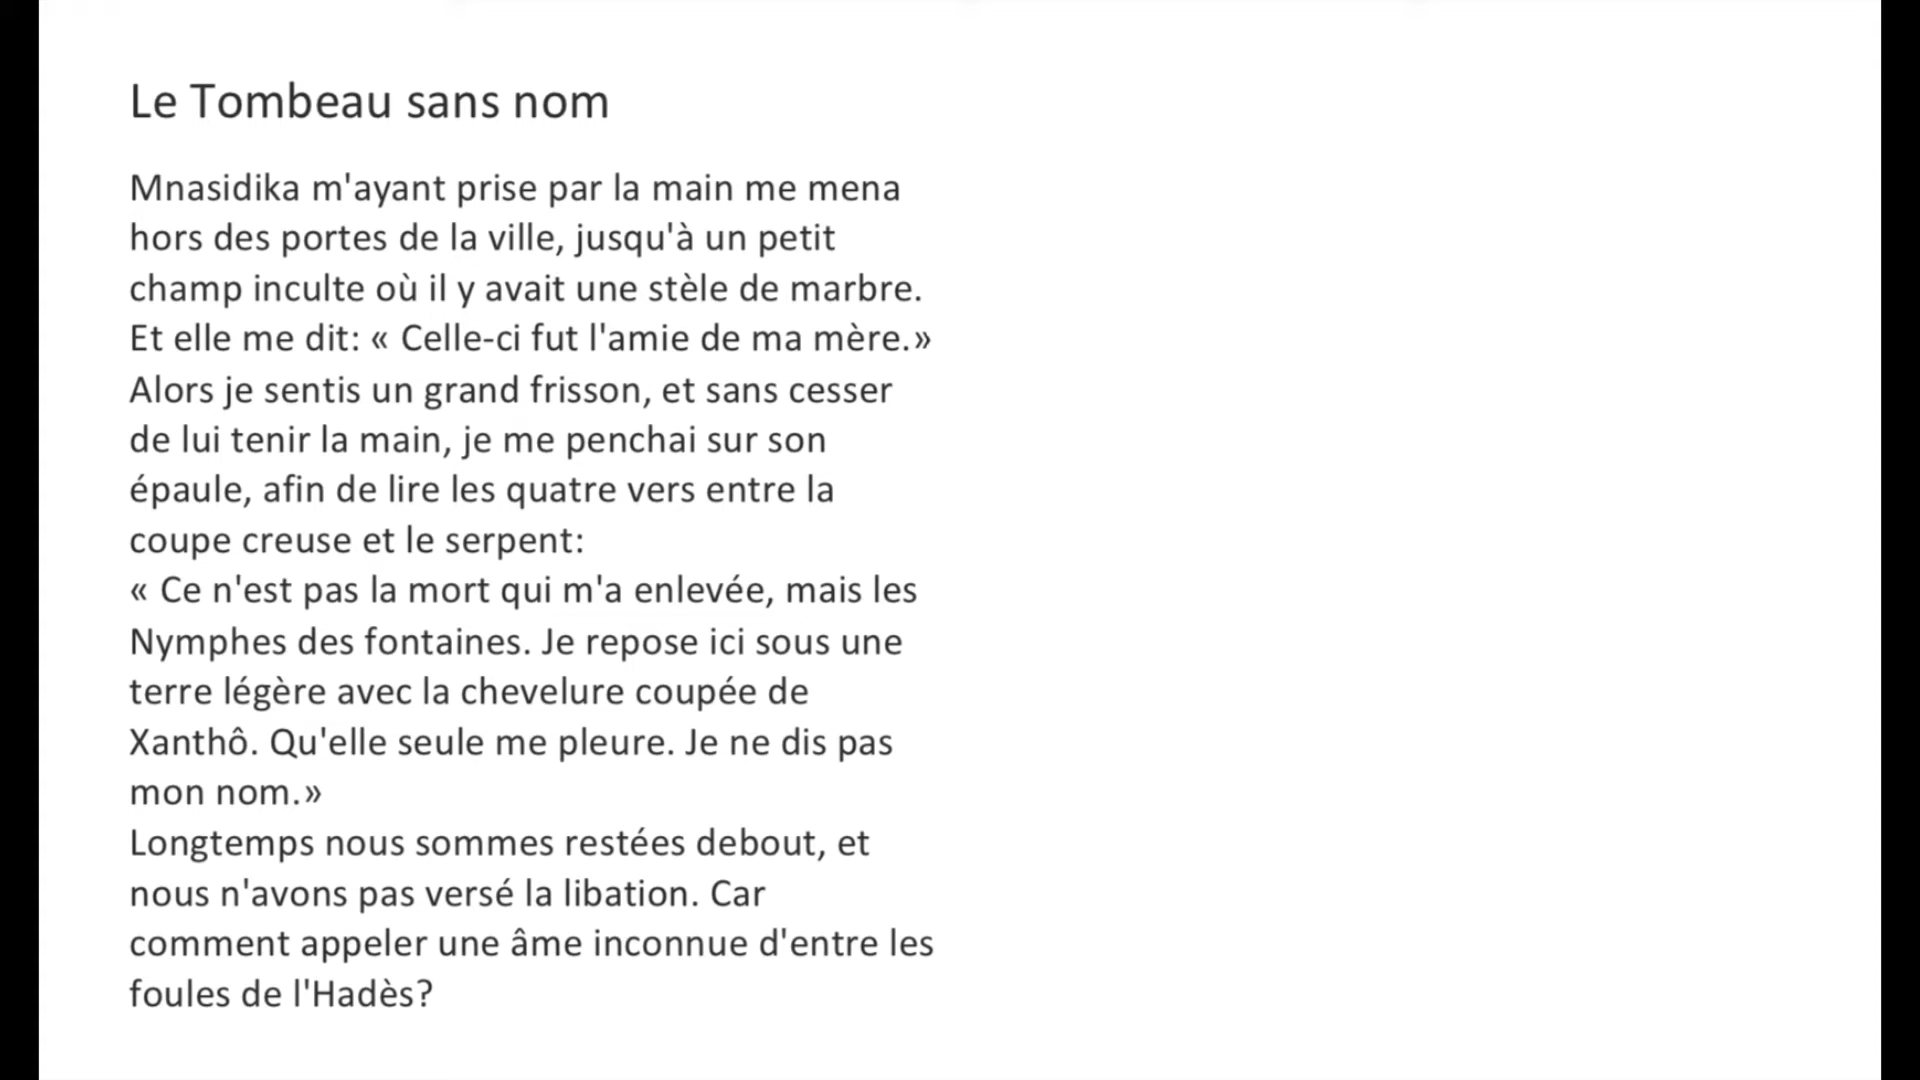 Le Tombeau sans nom
Mnasidika m'ayant prise par la main me mena
hors des portes de la ville, jusqu'à un petit
champ inculte où il y avait une stèle de marbre.
Et elle me dit: « Celle-ci fut l'amie de ma mère.»
Alors je sentis un grand frisson, et sans cesser
de lui tenir la main, je me penchai sur son
épaule, afin de lire les quatre vers entre la
coupe creuse et le serpent:
« Ce n'est pas la mort qui m'a enlevée, mais les
Nymphes des fontaines. Je repose ici sous une
terre légère avec la chevelure coupée de
Xanthô. Qu'elle seule me pleure. Je ne dis pas
mon nom.»
Longtemps nous sommes restées debout, et
nous n'avons pas versé la libation. Car
comment appeler une âme inconnue d'entre les
foules de l'Hadès?